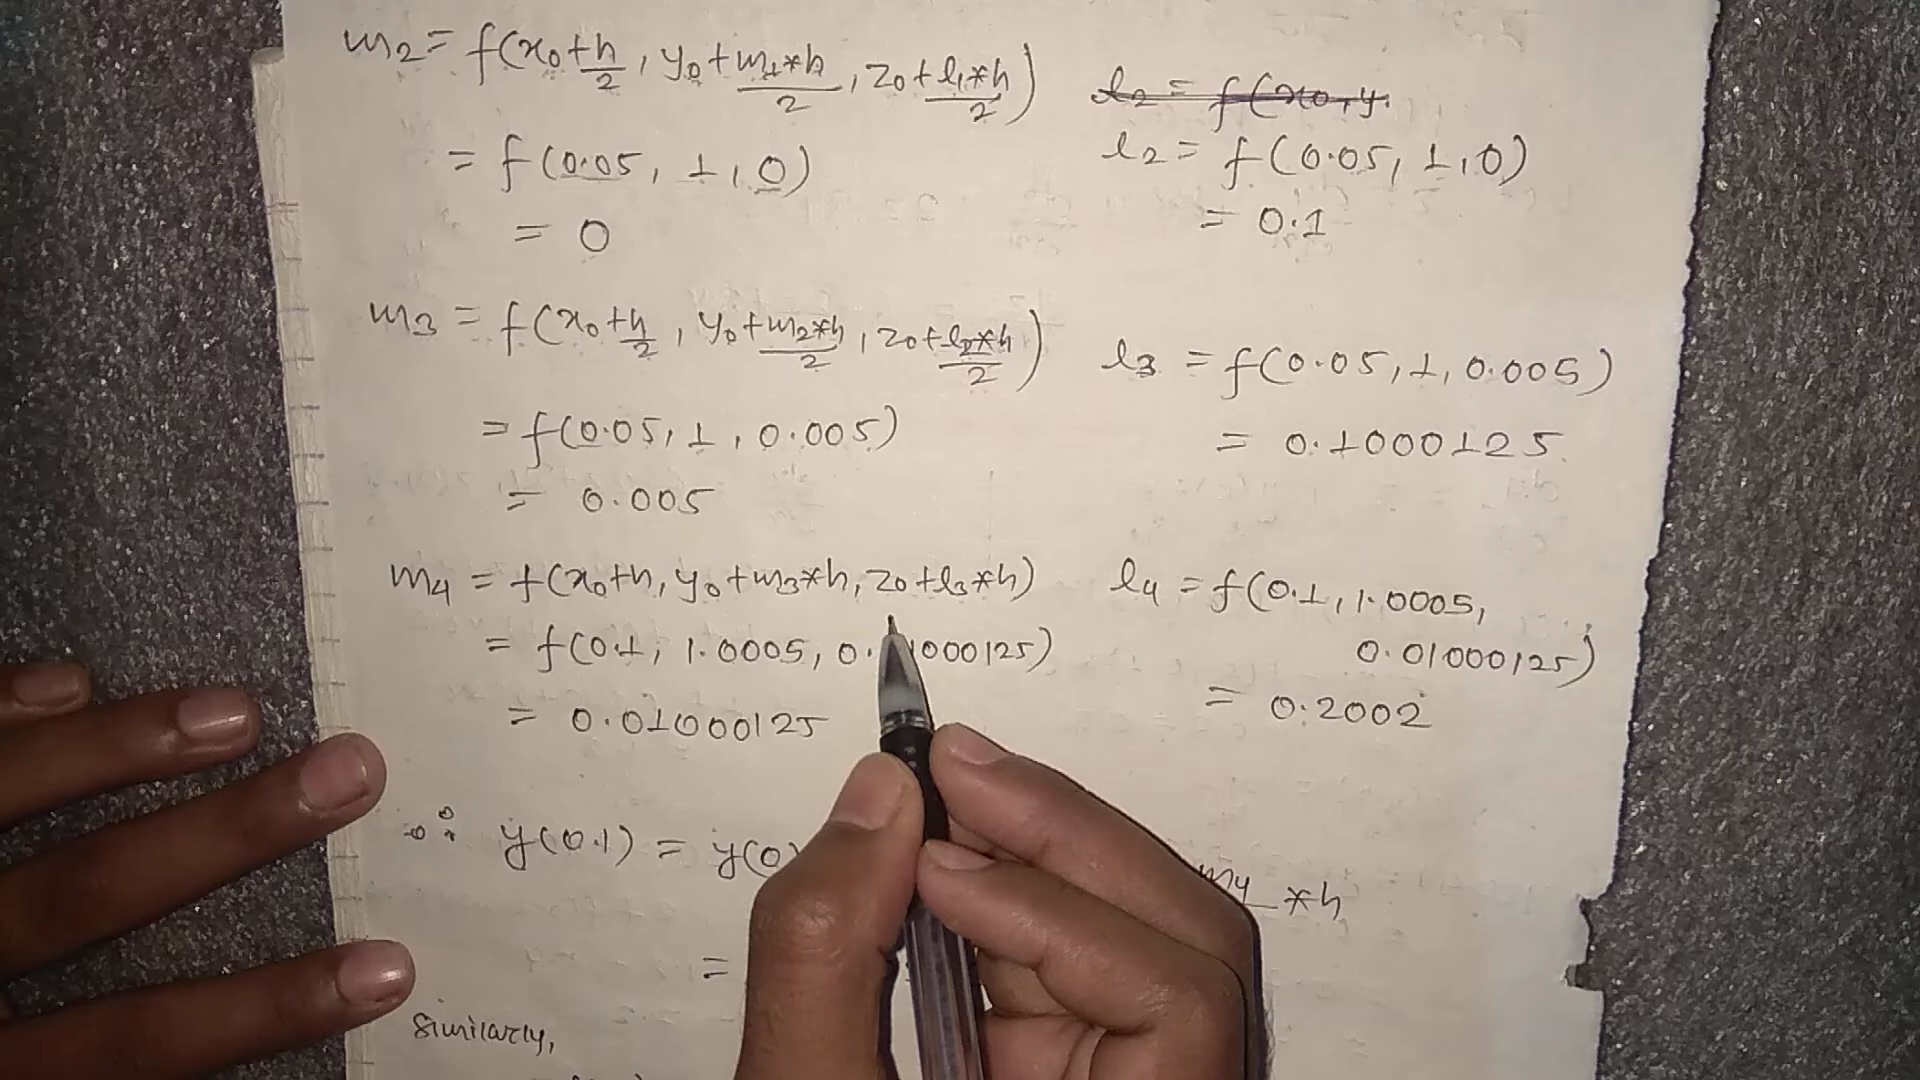 m2 = f(x0+h/2, y0+m1*h/2, z0+l1*h/2)
= f(0.05, 1, 0)
= 0
l2 = f(x0, y
l2 = f(0.05, 1, 0)
= 0.1
m3 = f(x0+h/2, y0+m2*h/2, z0+l2*h/2)
= f(0.05, 1, 0.005)
= 0.005
l3 = f(0.05, 1, 0.005)
= 0.1000125
m4 = f(x0+h, y0+m3*h, z0+l3*h)
= f(0.1, 1.0005, 0. 1000125)
= 0.01000125
l4 = f(0.1, 1.0005,
0.01000125)
= 0.2002
∴ y(0.1) = y(0) m4 *h
=
Similarly,